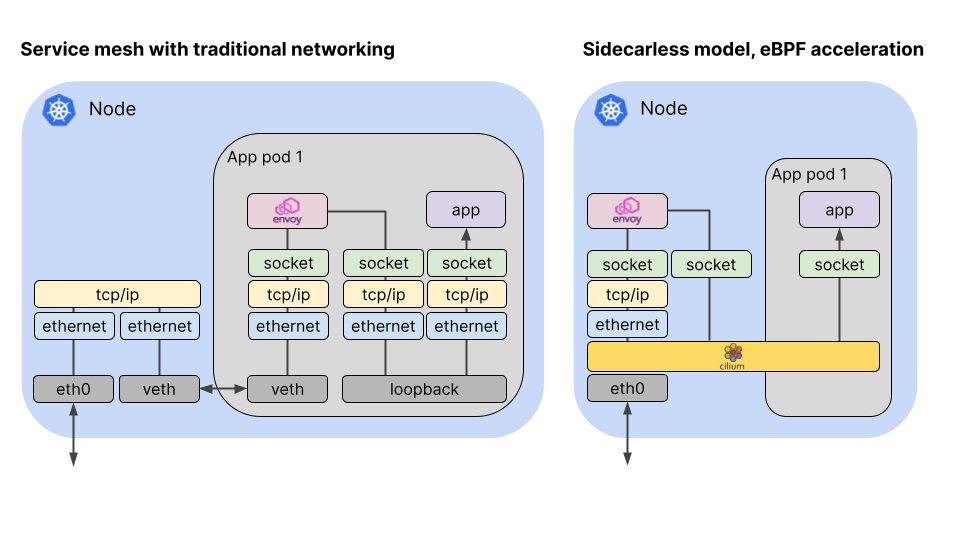 Service mesh with traditional networking
Node
App pod 1
envoy
app
socket
socket
socket
tcp/ip
tcp/ip
tcp/ip
tcp/ip
ethernet
ethernet
ethernet
ethernet
ethernet
eth0
veth
veth
loopback
Sidecarless model, eBPF acceleration
Node
App pod 1
envoy
app
socket
socket
socket
tcp/ip
ethernet
cilium
eth0